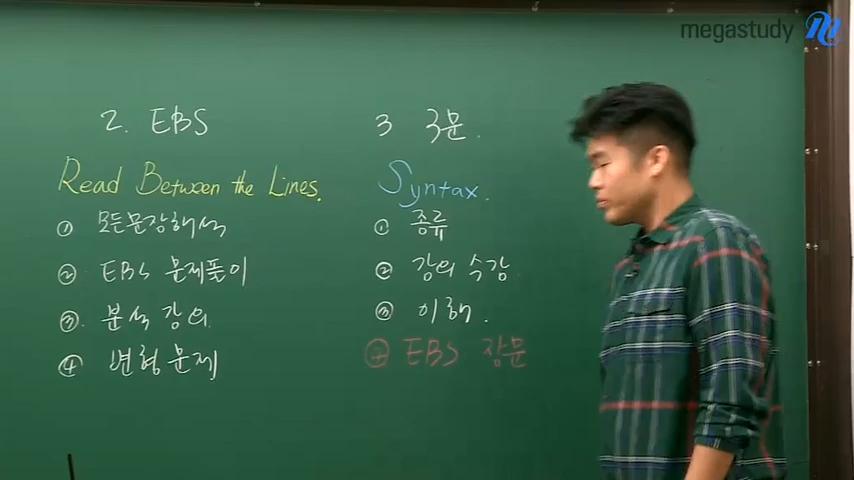 megastudy
2. EBS
Read Between the Lines.
① 모든문장해석
② EBS 문제풀이
③. 분석 강의.
④ 변형 문제
3 구문.
Syntax.
① 종류
② 강의 수강
③ 이해.
⊕ EBS 장문